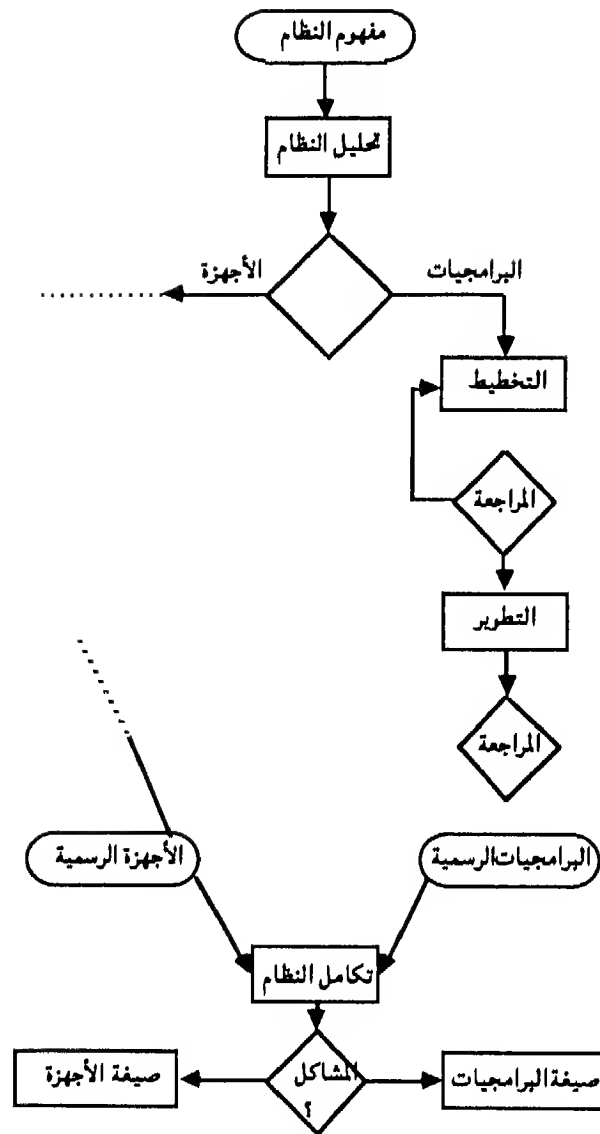 مفهوم النظام
تحليل النظام
البرامجيات
الأجهزة
التخطيط
المراجعة
التطوير
المراجعة
البرامجيات الرسمية
الأجهزة الرسمية
تكامل النظام
المشاكل
؟
صيغة البرامجيات
صيغة الأجهزة